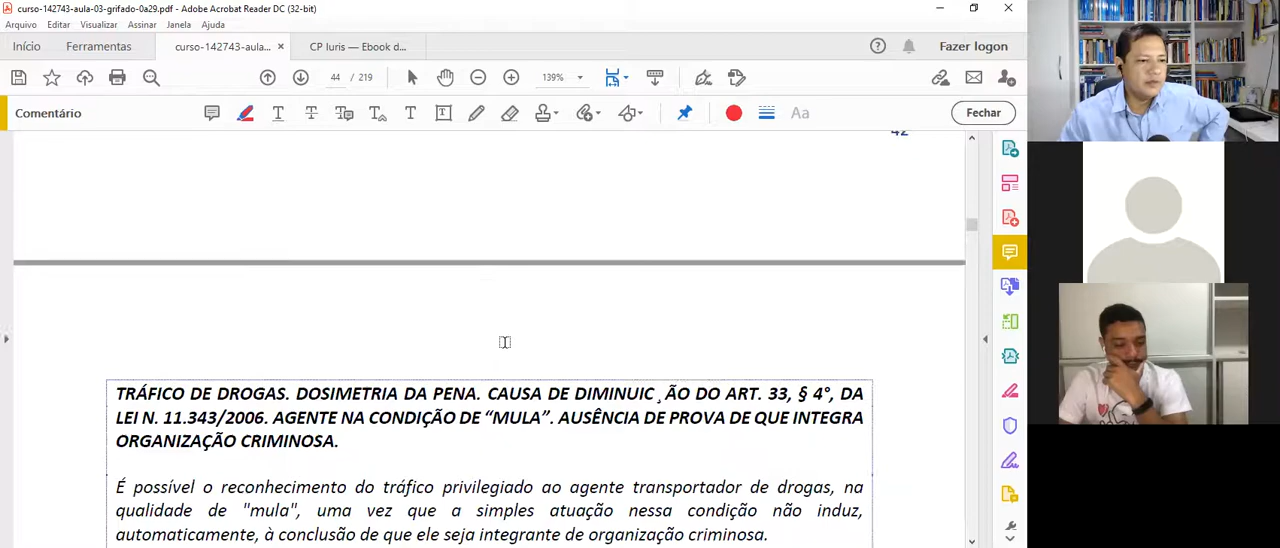 curso-142743-aula-03-grifado-0a29.pdf - Adobe Acrobat Reader DC (32-bit)
Arquivo Editar Visualizar Assinar Janela Ajuda
Início Ferramentas curso-142743-aula... × CP Iuris — Ebook d... Fazer logon
44 / 219 139%
Comentário Aa Fechar
42
TRÁFICO DE DROGAS. DOSIMETRIA DA PENA. CAUSA DE DIMINUIC¸ÃO DO ART. 33, § 4°, DA
LEI N. 11.343/2006. AGENTE NA CONDIÇÃO DE “MULA”. AUSÊNCIA DE PROVA DE QUE INTEGRA
ORGANIZAÇÃO CRIMINOSA.
É possível o reconhecimento do tráfico privilegiado ao agente transportador de drogas, na
qualidade de "mula", uma vez que a simples atuação nessa condição não induz,
automaticamente, à conclusão de que ele seja integrante de organização criminosa.